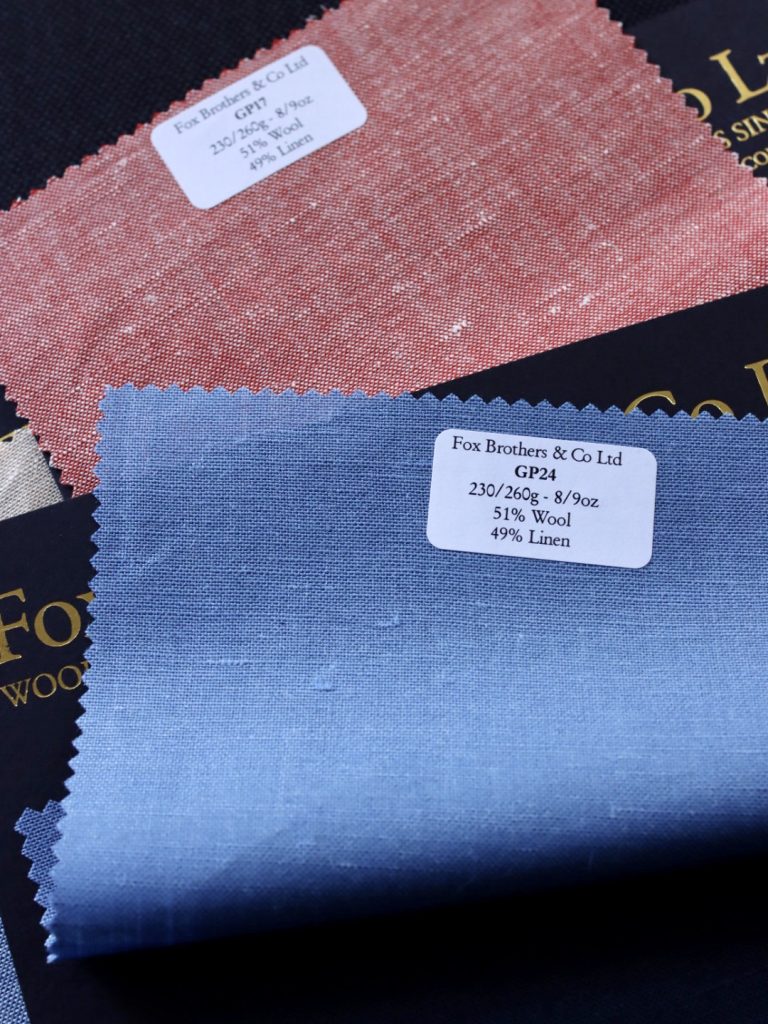 Fox Brothers & Co Ltd
GP17
230/260g - 8/9oz
51% Wool
49% Linen
Fox Brothers & Co Ltd
GP24
230/260g - 8/9oz
51% Wool
49% Linen